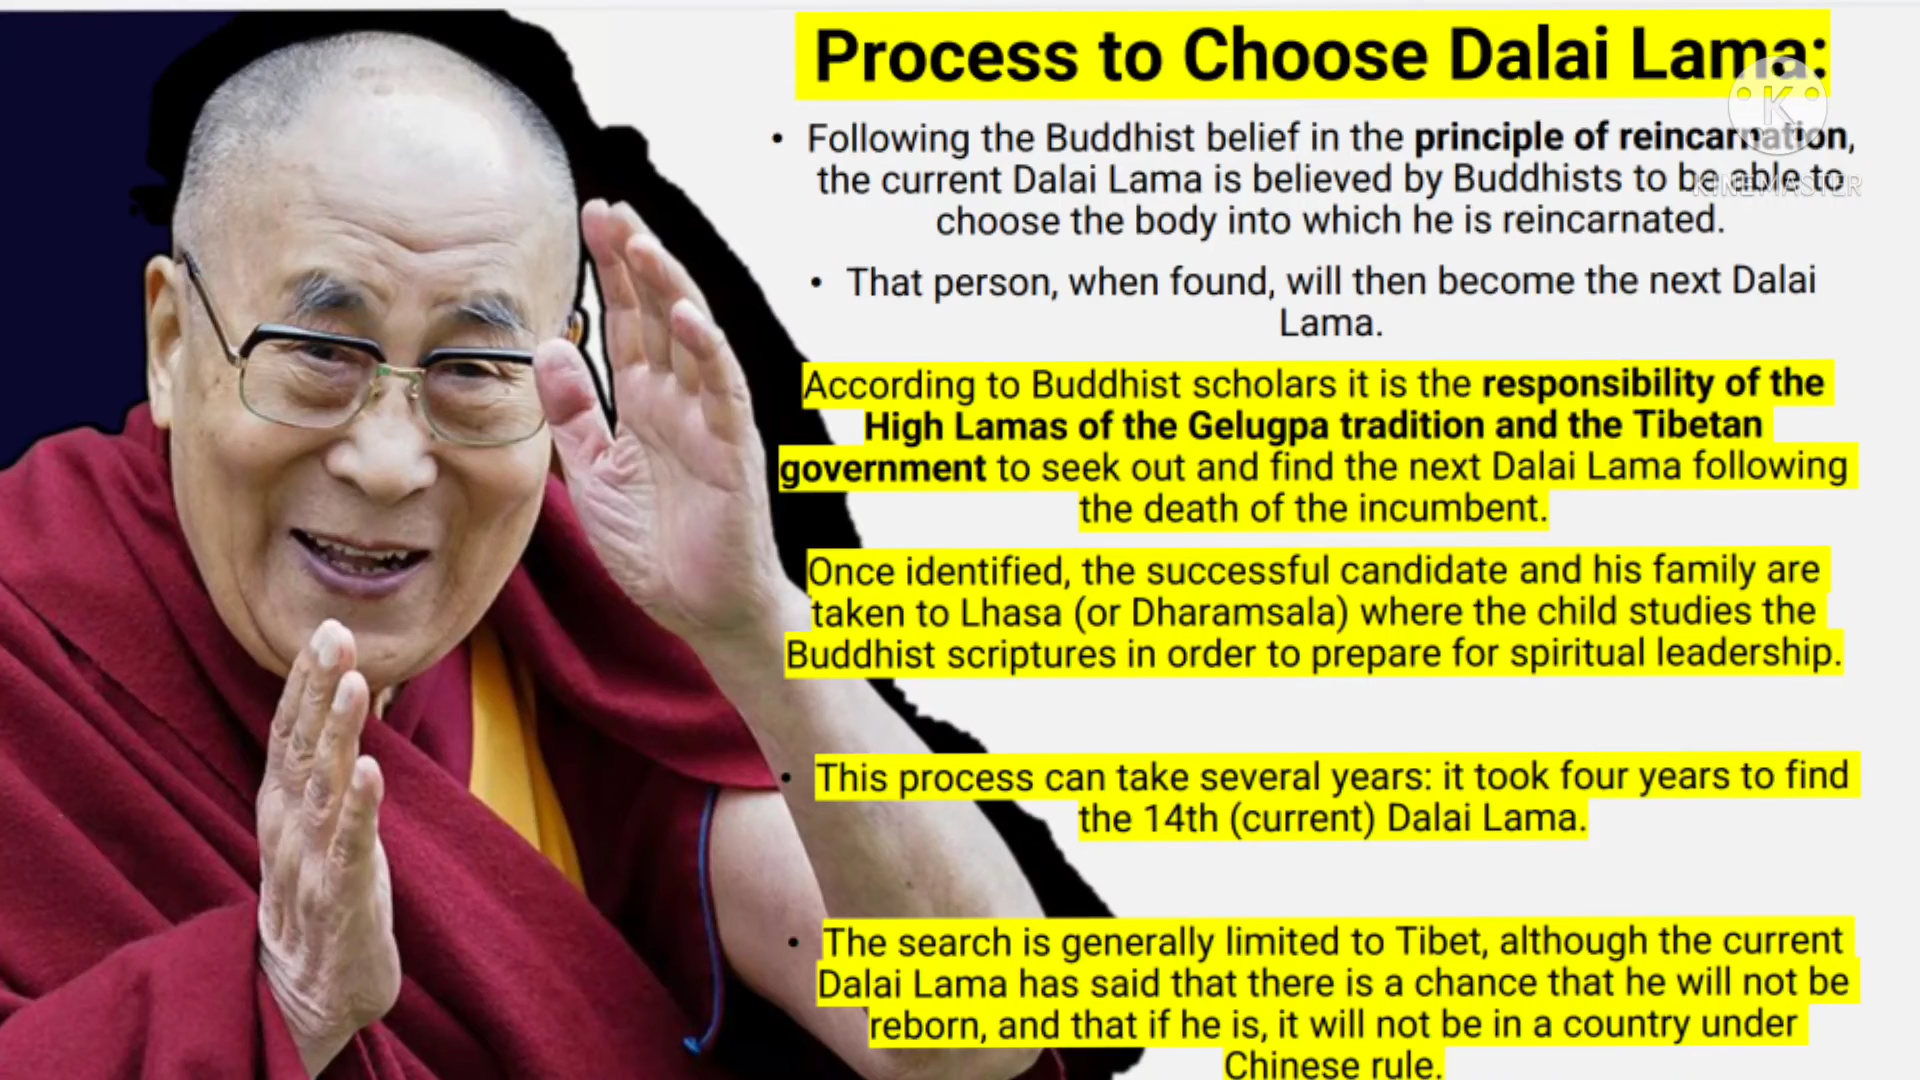 Process to Choose Dalai Lama:
K
KINEMASTER
• Following the Buddhist belief in the principle of reincarnation,
the current Dalai Lama is believed by Buddhists to be able to
choose the body into which he is reincarnated.
• That person, when found, will then become the next Dalai
Lama.
According to Buddhist scholars it is the responsibility of the
High Lamas of the Gelugpa tradition and the Tibetan
government to seek out and find the next Dalai Lama following
the death of the incumbent.
Once identified, the successful candidate and his family are
taken to Lhasa (or Dharamsala) where the child studies the
Buddhist scriptures in order to prepare for spiritual leadership.
• This process can take several years: it took four years to find
the 14th (current) Dalai Lama.
• The search is generally limited to Tibet, although the current
Dalai Lama has said that there is a chance that he will not be
reborn, and that if he is, it will not be in a country under
Chinese rule.